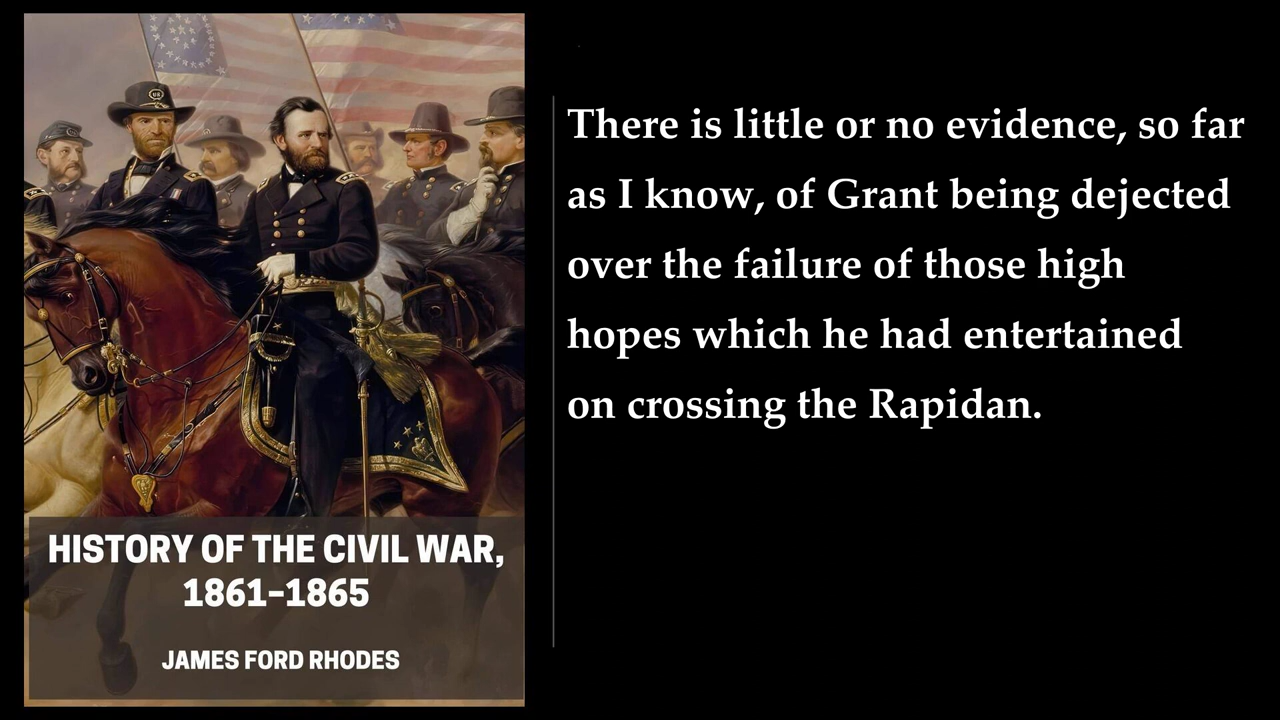 There is little or no evidence, so far
as I know, of Grant being dejected
over the failure of those high
hopes which he had entertained
on crossing the Rapidan.
HISTORY OF THE CIVIL WAR,
1861–1865
JAMES FORD RHODES